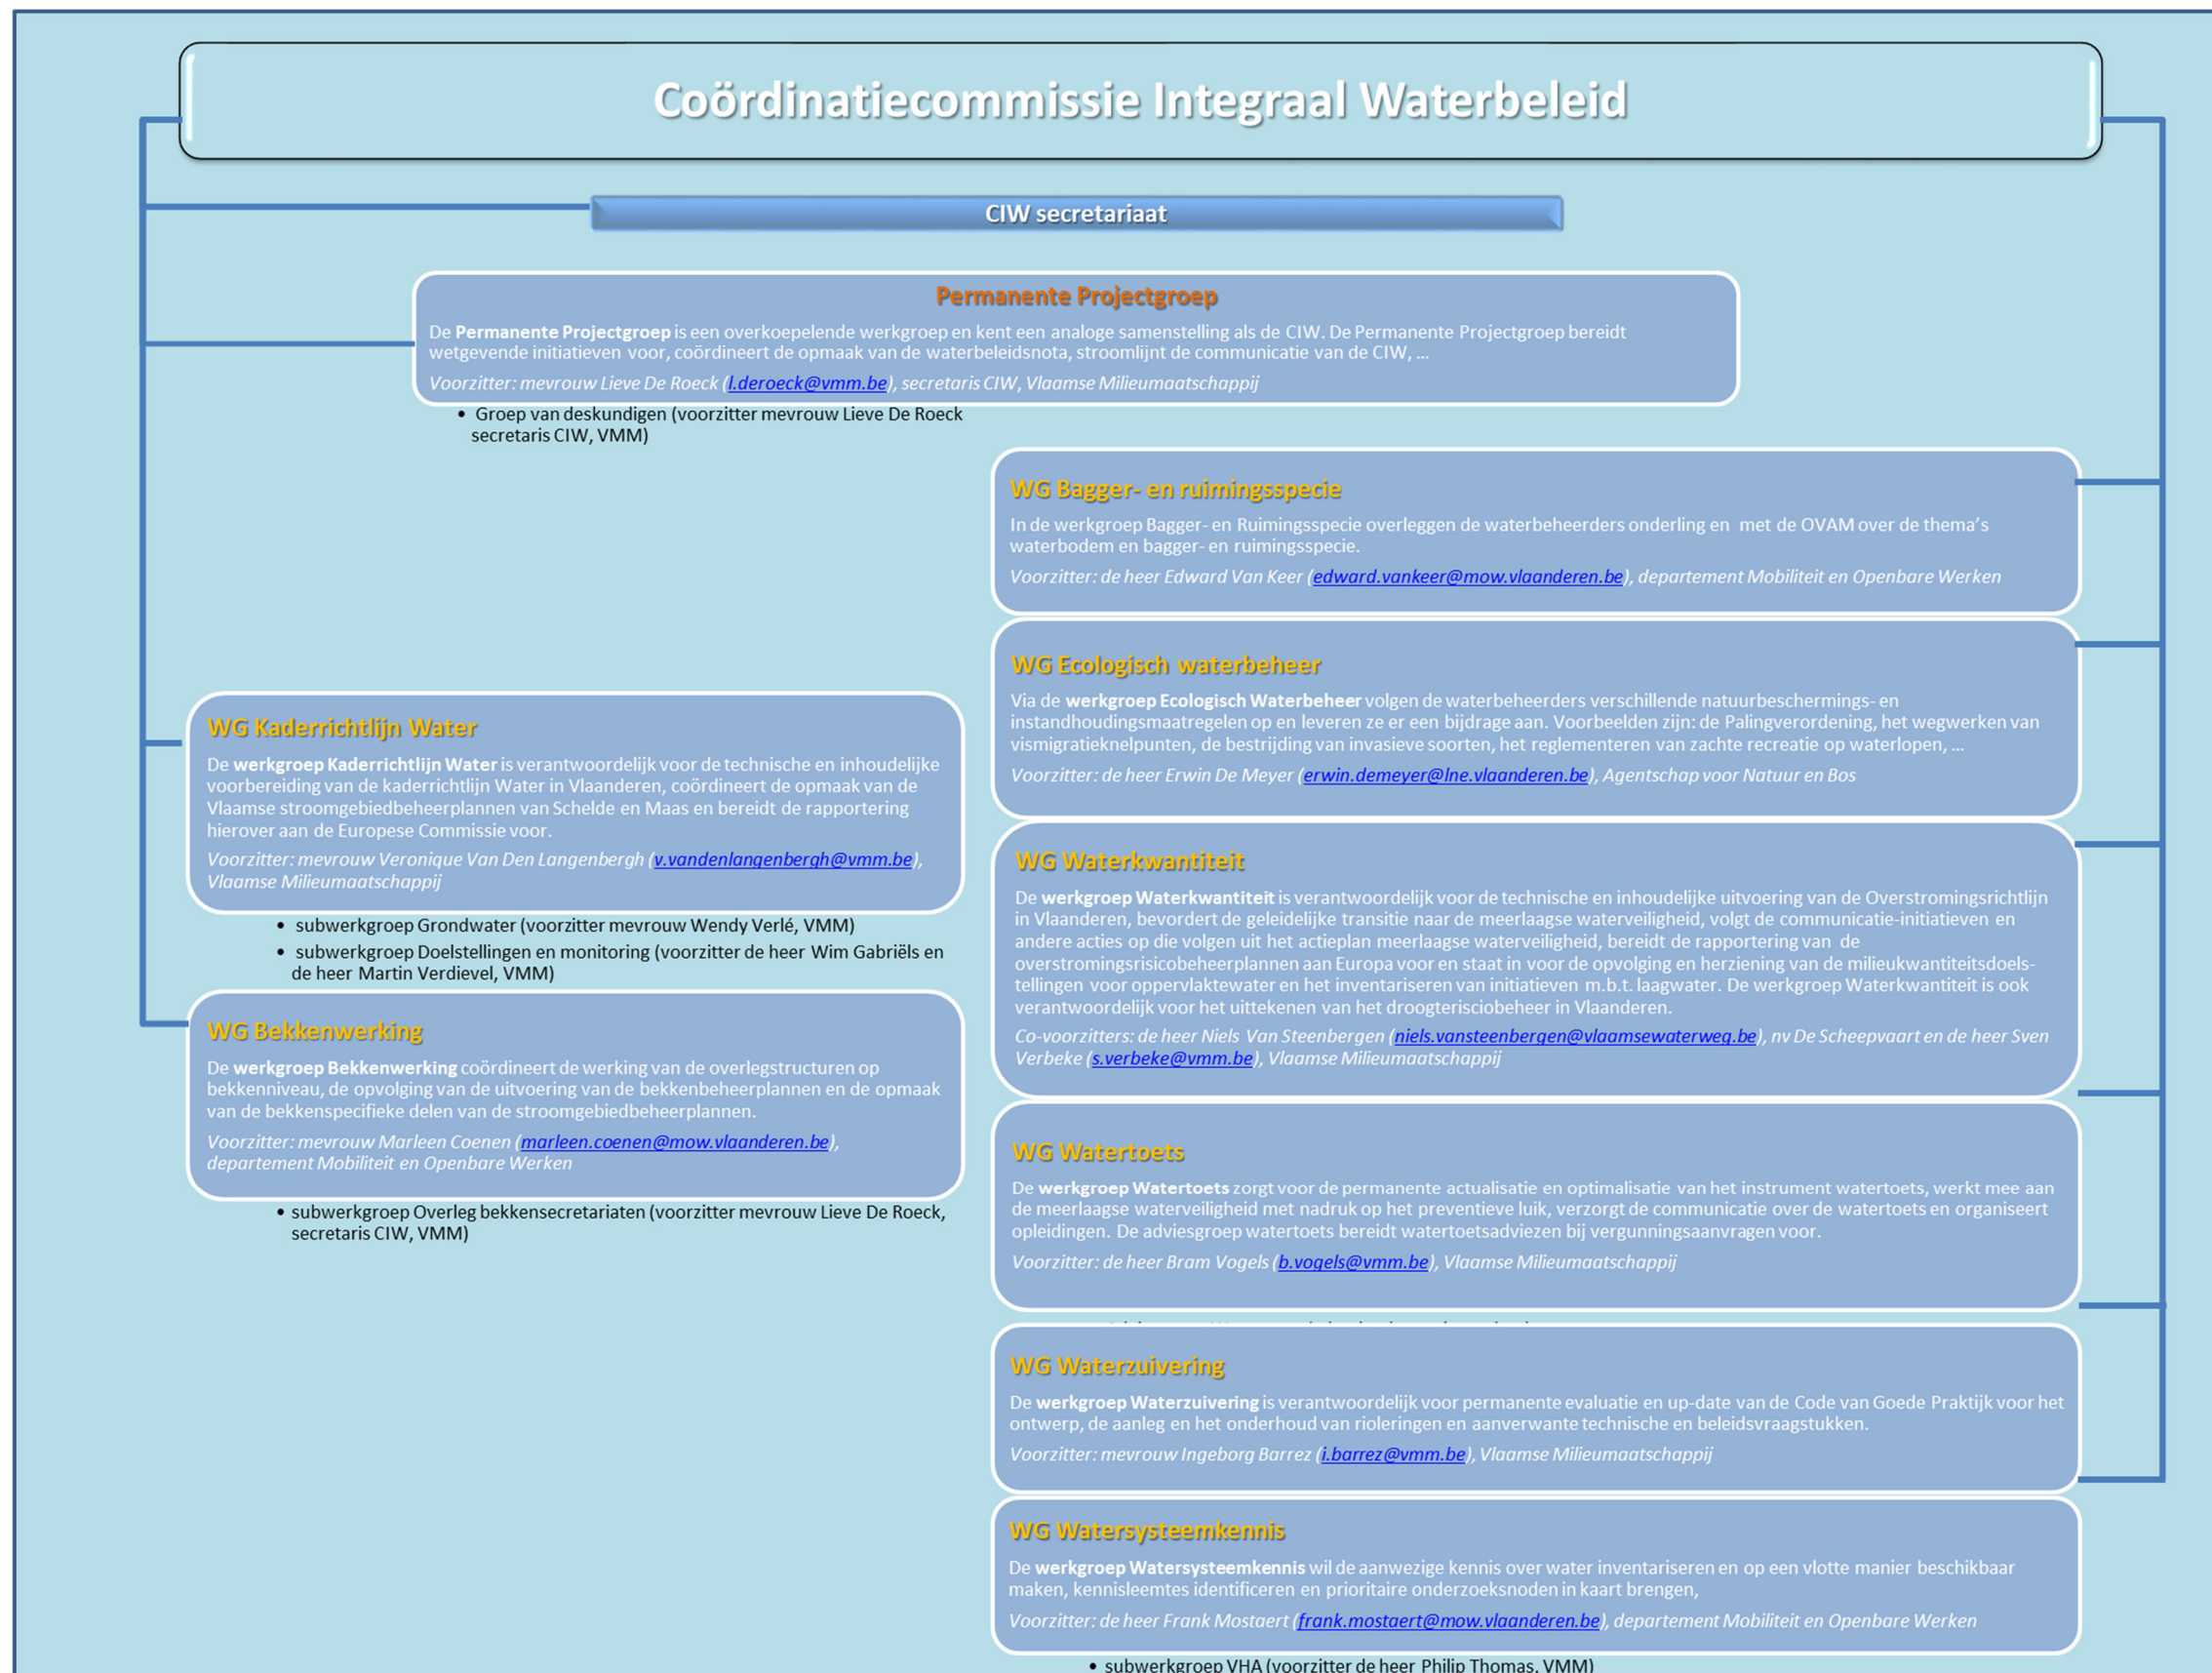 Coördinatiecommissie Integraal Waterbeleid
CIW secretariaat
Permanente Projectgroep
De Permanente Projectgroep is een overkoepelende werkgroep en kent een analoge samenstelling als de CIW. De Permanente Projectgroep bereidt
wetgevende initiatieven voor, coördineert de opmaak van de waterbeleidsnota, stroomlijnt de communicatie van de CIW, ...
Voorzitter: mevrouw Lieve De Roeck (l.deroeck@vmm.be), secretaris CIW, Vlaamse Milieumaatschappij
• Groep van deskundigen (voorzitter mevrouw Lieve De Roeck
secretaris CIW, VMM)
WG Kaderrichtlijn Water
De werkgroep Kaderrichtlijn Water is verantwoordelijk voor de technische en inhoudelijke
voorbereiding van de kaderrichtlijn Water in Vlaanderen, coördineert de opmaak van de
Vlaamse stroomgebiedbeheerplannen van Schelde en Maas en bereidt de rapportering
hierover aan de Europese Commissie voor.
Voorzitter: mevrouw Veronique Van Den Langenbergh (v.vandenlangenbergh@vmm.be),
Vlaamse Milieumaatschappij
• subwerkgroep Grondwater (voorzitter mevrouw Wendy Verlé, VMM)
• subwerkgroep Doelstellingen en monitoring (voorzitter de heer Wim Gabriëls en
de heer Martin Verdievel, VMM)
WG Bekkenwerking
De werkgroep Bekkenwerking coördineert de werking van de overlegstructuren op
bekkenniveau, de opvolging van de uitvoering van de bekkenbeheerplannen en de opmaak
van de bekkenspecifieke delen van de stroomgebiedbeheerplannen.
Voorzitter: mevrouw Marleen Coenen (marleen.coenen@mow.vlaanderen.be),
departement Mobiliteit en Openbare Werken
• subwerkgroep Overleg bekkensecretariaten (voorzitter mevrouw Lieve De Roeck,
secretaris CIW, VMM)
WG Bagger- en ruimingsspecie
In de werkgroep Bagger- en Ruimingsspecie overleggen de waterbeheerders onderling en met de OVAM over de thema's
waterbodem en bagger- en ruimingsspecie.
Voorzitter: de heer Edward Van Keer (edward.vankeer@mow.vlaanderen.be), departement Mobiliteit en Openbare Werken
WG Ecologisch waterbeheer
Via de werkgroep Ecologisch Waterbeheer volgen de waterbeheerders verschillende natuurbeschermings- en
instandhoudingsmaatregelen op en leveren ze er een bijdrage aan. Voorbeelden zijn: de Palingverordening, het wegwerken van
vismigratieknelpunten, de bestrijding van invasieve soorten, het reglementeren van zachte recreatie op waterlopen, ...
Voorzitter: de heer Erwin De Meyer (erwin.demeyer@lne.vlaanderen.be), Agentschap voor Natuur en Bos
WG Waterkwantiteit
De werkgroep Waterkwantiteit is verantwoordelijk voor de technische en inhoudelijke uitvoering van de Overstromingsrichtlijn
in Vlaanderen, bevordert de geleidelijke transitie naar de meerlaagse waterveiligheid, volgt de communicatie-initiatieven en
andere acties op die volgen uit het actieplan meerlaagse waterveiligheid, bereidt de rapportering van de
overstromingsrisicobeheerplannen aan Europa voor en staat in voor de opvolging en herziening van de milieukwantiteitsdoels-
tellingen voor oppervlaktewater en het inventariseren van initiatieven m.b.t. laagwater. De werkgroep Waterkwantiteit is ook
verantwoordelijk voor het uittekenen van het droogterisciobeheer in Vlaanderen.
Co-voorzitters: de heer Niels Van Steenbergen (niels.vansteenbergen@vlaamsewaterweg.be), nv De Scheepvaart en de heer Sven
Verbeke (s.verbeke@vmm.be), Vlaamse Milieumaatschappij
WG Watertoets
De werkgroep Watertoets zorgt voor de permanente actualisatie en optimalisatie van het instrument watertoets, werkt mee aan
de meerlaagse waterveiligheid met nadruk op het preventieve luik, verzorgt de communicatie over de watertoets en organiseert
opleidingen. De adviesgroep watertoets bereidt watertoetsadviezen bij vergunningsaanvragen voor.
Voorzitter: de heer Bram Vogels (b.vogels@vmm.be), Vlaamse Milieumaatschappij
WG Waterzuivering
De werkgroep Waterzuivering is verantwoordelijk voor permanente evaluatie en up-date van de Code van Goede Praktijk voor het
ontwerp, de aanleg en het onderhoud van rioleringen en aanverwante technische en beleidsvraagstukken.
Voorzitter: mevrouw Ingeborg Barrez (i.barrez@vmm.be), Vlaamse Milieumaatschappij
WG Watersysteemkennis
De werkgroep Watersysteemkennis wil de aanwezige kennis over water inventariseren en op een vlotte manier beschikbaar
maken, kennisleemtes identificeren en prioritaire onderzoeksnoden in kaart brengen,
Voorzitter: de heer Frank Mostaert (frank.mostaert@mow.vlaanderen.be), departement Mobiliteit en Openbare Werken
• subwerkgroep VHA (voorzitter de heer Philip Thomas, VMM)